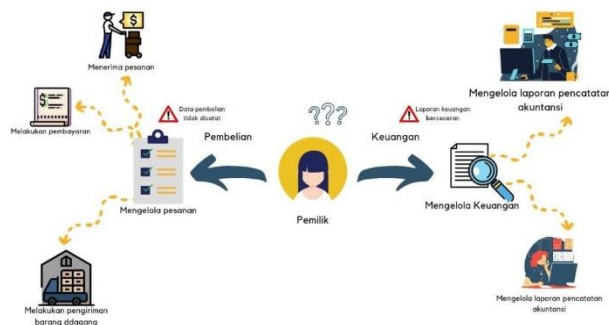 Menerima pesanan
Melakukan pembayaran
Data pembelian
tidak dicatat
Pembelian
Mengelola pesanan
Melakukan pengiriman
barang ddagang
???
Pemilik
Laporan keuangan
berceceran
Keuangan
Mengelola Keuangan
Mengelola laporan pencatatan
akuntansi
Mengelola laporan pencatatan
akuntansi